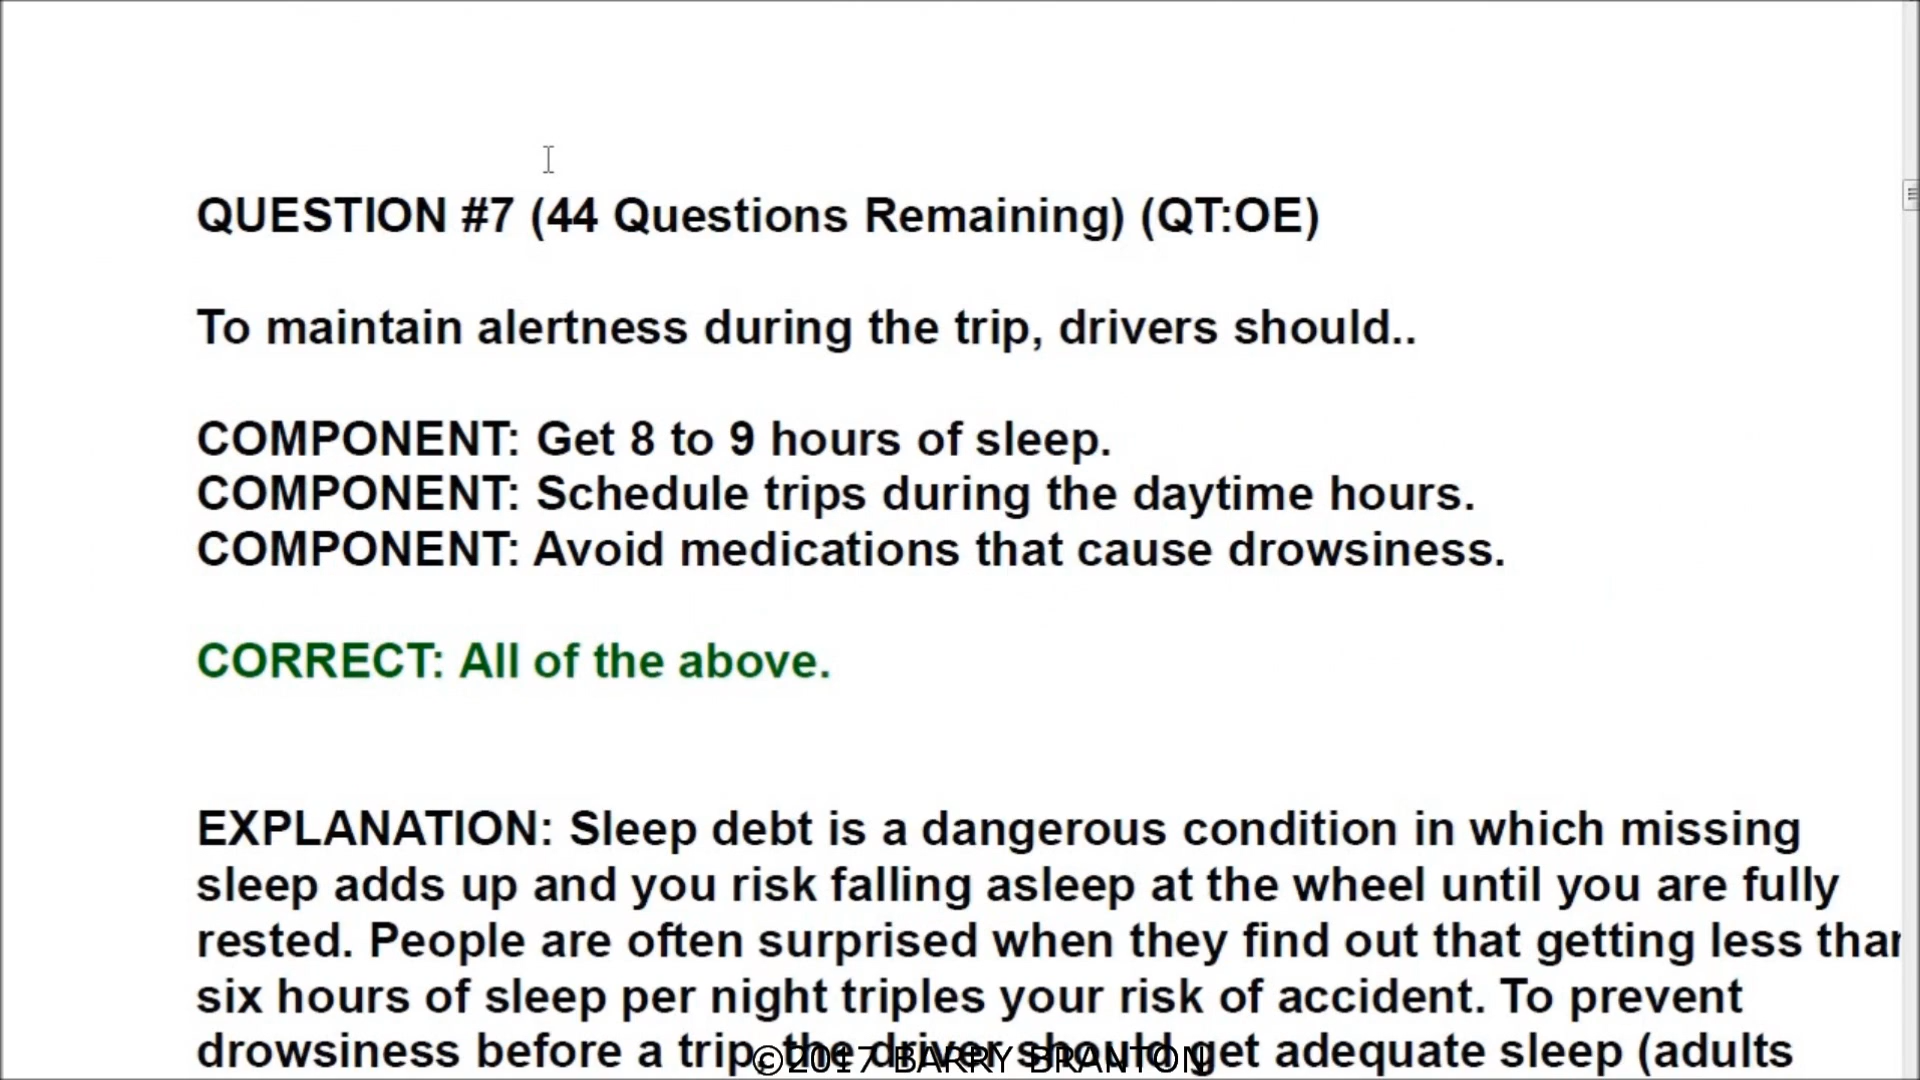 QUESTION #7 (44 Questions Remaining) (QT:OE)
To maintain alertness during the trip, drivers should..
COMPONENT: Get 8 to 9 hours of sleep.
COMPONENT: Schedule trips during the daytime hours.
COMPONENT: Avoid medications that cause drowsiness.
CORRECT: All of the above.
EXPLANATION: Sleep debt is a dangerous condition in which missing
sleep adds up and you risk falling asleep at the wheel until you are fully
rested. People are often surprised when they find out that getting less than
six hours of sleep per night triples your risk of accident. To prevent
drowsiness before a trip, the driver should get adequate sleep (adults
©2017 BARRY BRANTON